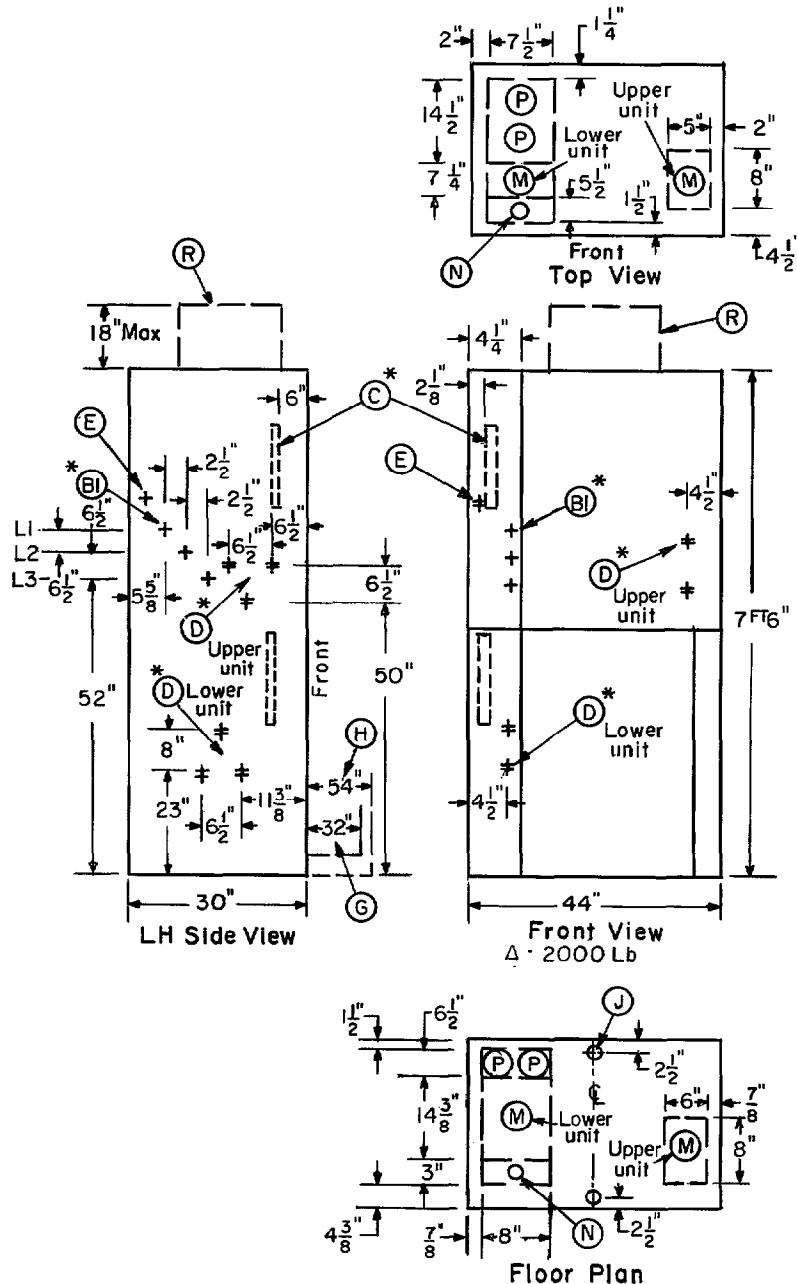 2" 7 1/2" 1 1/4"
14 1/2"
P
P
Upper unit
5" 2"
Lower unit
M
7 1/4"
5 1/2"
1 1/2"
M
8"
4 1/2"
N
Front
Top View
R
18" Max
6"
C *
E
2 1/2"
* B1
6 1/2"
2 1/2"
L1
L2
L3
6 1/2"
6 1/2"
6 1/2"
5 5/8"
6 1/2"
* D
Upper unit
Front
52"
50"
* D
Lower unit
8"
H
54"
23"
11 3/8"
6 1/2"
32"
30"
G
LH Side View
R
4 1/4"
2 1/8"
E
B1 *
4 1/2"
D *
Upper unit
7 FT 6"
D *
Lower unit
4 1/2"
44"
Front View
Δ - 2000 Lb
1 1/2" 6 1/2"
J
P P
2 1/2"
℄
14 3/8"
M
Lower unit
6" 7/8"
Upper unit
M
8"
3"
N
4 3/8"
7/8" 8"
2 1/2"
Floor Plan